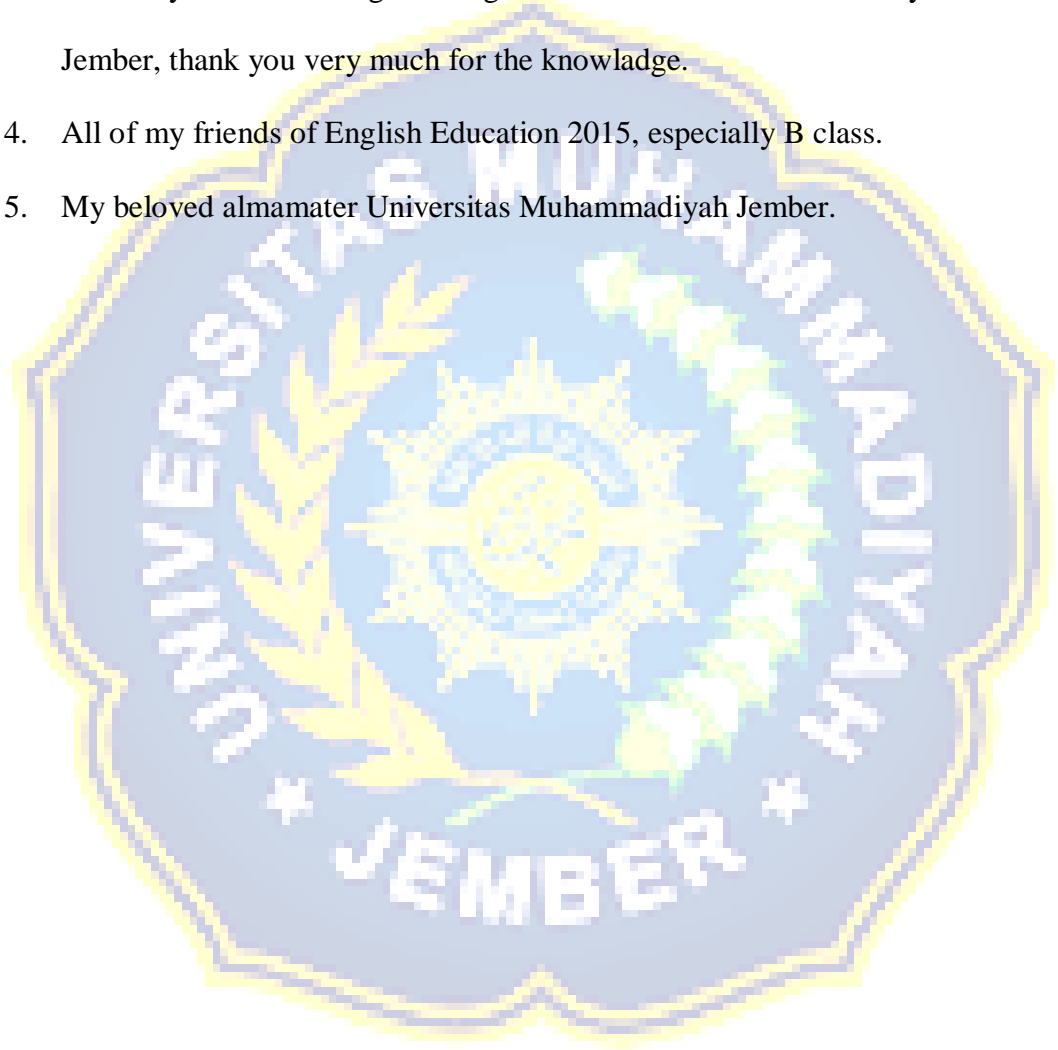 Jember, thank you very much for the knowladge.
4. All of my friends of English Education 2015, especially B class.
5. My beloved almamater Universitas Muhammadiyah Jember.
UNIVERSITAS MUHAMMADIYAH
JEMBER